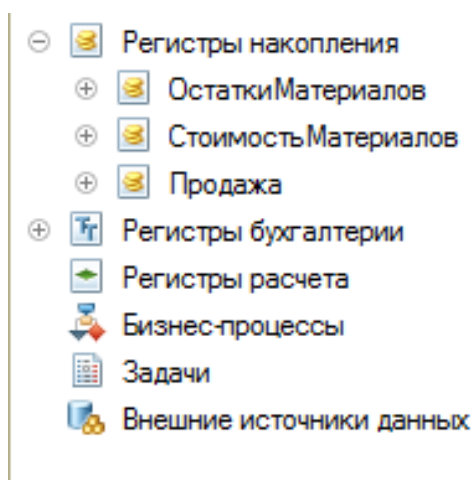 Регистры накопления
ОстаткиМатериалов
СтоимостьМатериалов
Продажа
Регистры бухгалтерии
Регистры расчета
Бизнес-процессы
Задачи
Внешние источники данных